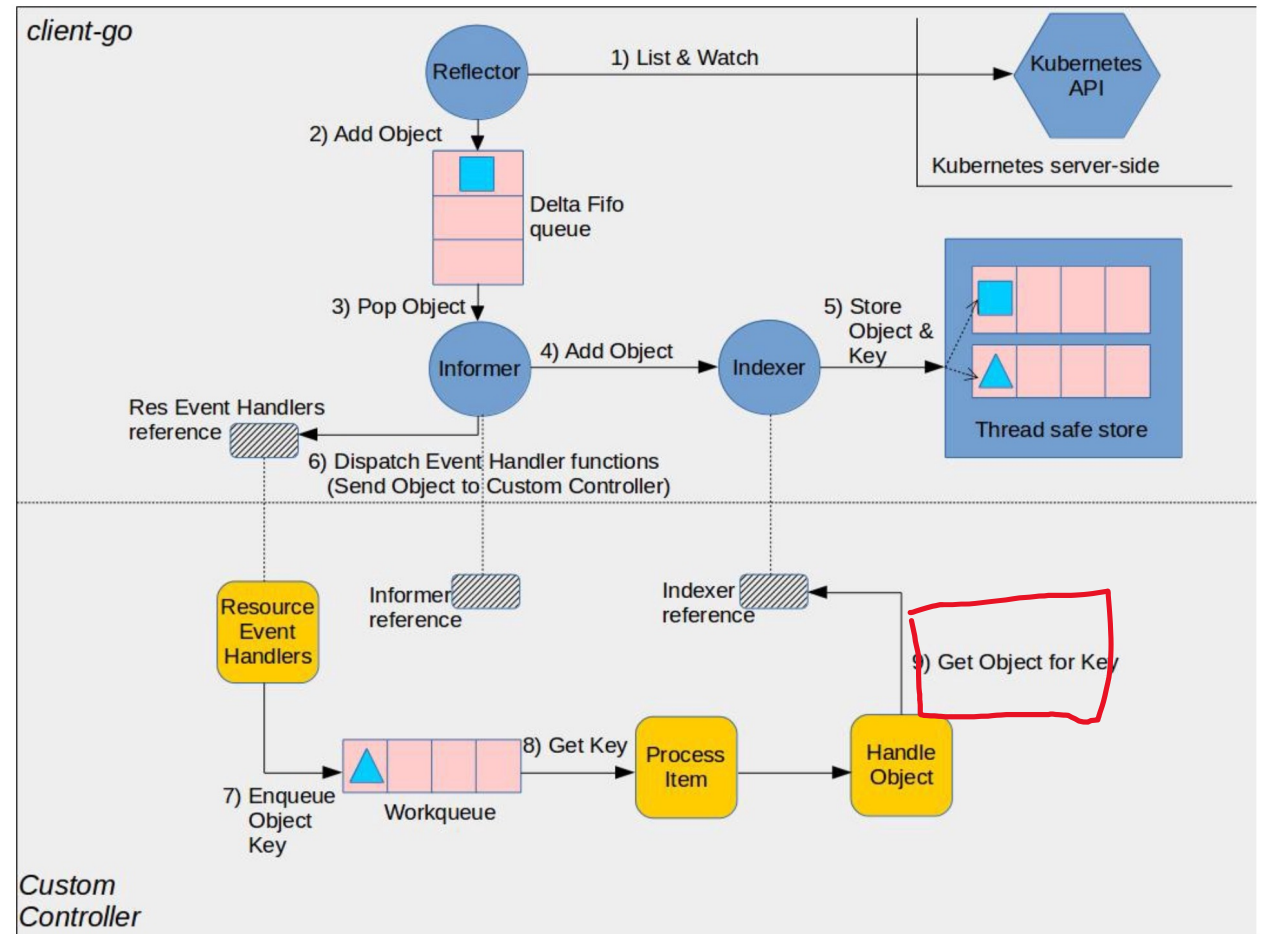 client-go
Reflector
1) List & Watch
Kubernetes
API
Kubernetes server-side
2) Add Object
Delta Fifo
queue
3) Pop Object
Informer
4) Add Object
Indexer
5) Store
Object &
Key
Thread safe store
Res Event Handlers
reference
6) Dispatch Event Handler functions
(Send Object to Custom Controller)
Resource
Event
Handlers
Informer
reference
Indexer
reference
9) Get Object for Key
7) Enqueue
Object
Key
Workqueue
8) Get Key
Process
Item
Handle
Object
Custom
Controller